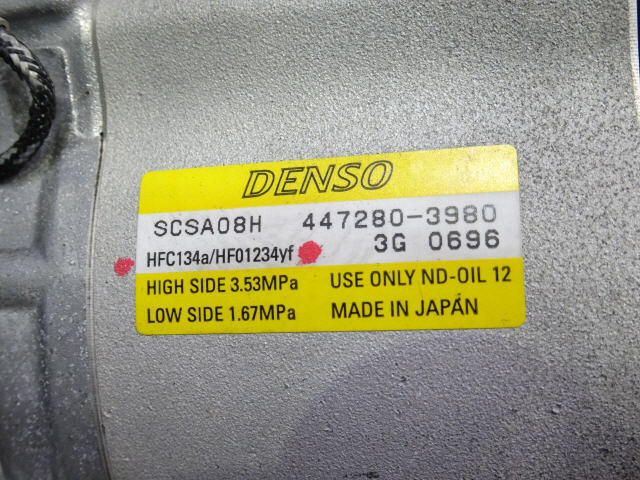 DENSO
SCSA08H 447280-3980
HFC134a/HFO1234yf 3G 0696
HIGH SIDE 3.53MPa USE ONLY ND-OIL 12
LOW SIDE 1.67MPa MADE IN JAPAN